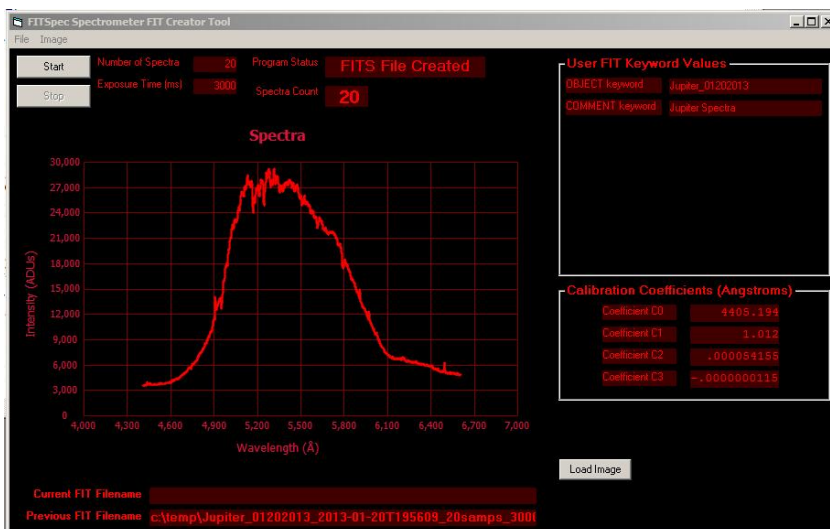 FITSpec Spectrometer FIT Creator Tool
File Image
Start
Number of Spectra 20
Program Status FITS File Created
Stop
Exposure Time (ms) 3000
Spectra Count 20
Spectra
Intensity (ADUs)
30,000
27,000
24,000
21,000
18,000
15,000
12,000
9,000
6,000
3,000
0
4,000 4,300 4,600 4,900 5,200 5,500 5,800 6,100 6,400 6,700 7,000
Wavelength (Å)
Current FIT Filename
Previous FIT Filename c:\temp\Jupiter_01202013_2013-01-20T195609_20samps_300
User FIT Keyword Values
OBJECT keyword Jupiter_01202013
COMMENT keyword Jupiter Spectra
Calibration Coefficients (Angstroms)
Coefficient C0 4405.194
Coefficient C1 1.012
Coefficient C2 .000054155
Coefficient C3 -.0000000115
Load Image